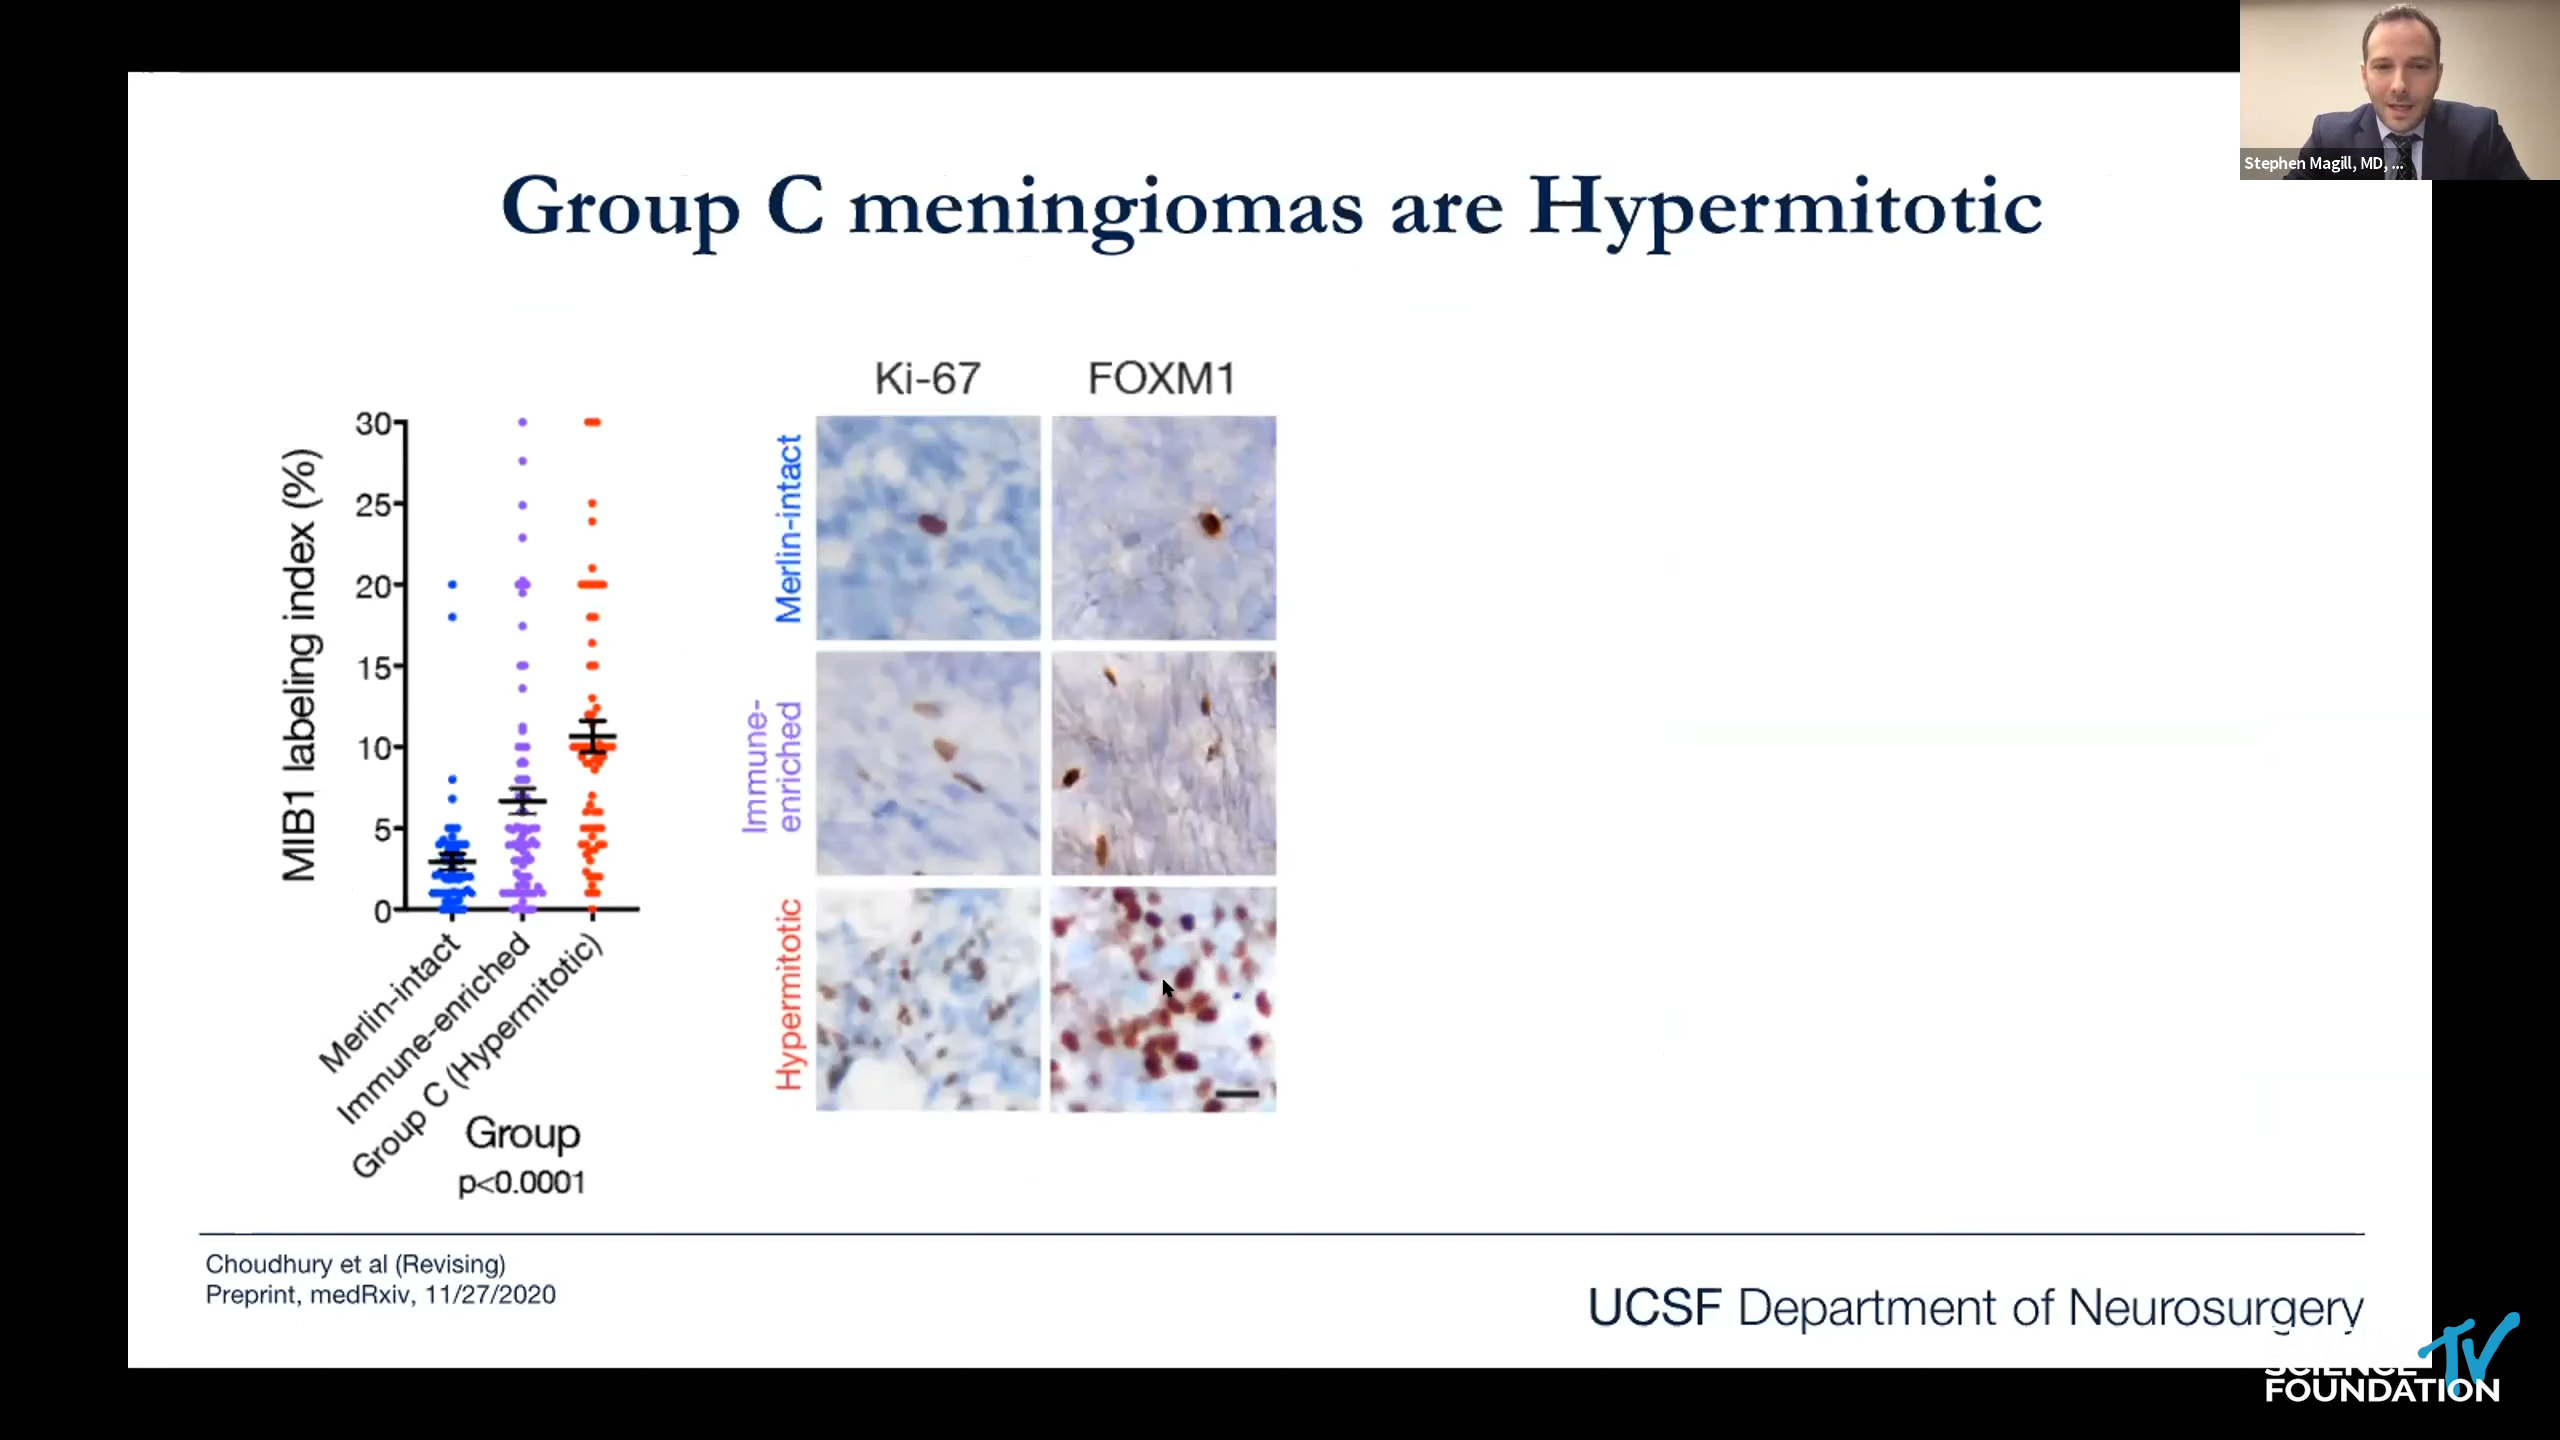 Stephen Magill, MD, ...
Group C meningiomas are Hypermitotic
MIB1 labeling index (%)
30
25
20
15
10
5
0
Merlin-intact
Immune-enriched
Group C (Hypermitotic)
Group
p<0.0001
Ki-67
FOXM1
Merlin-intact
Immune-
enriched
Hypermitotic
Choudhury et al (Revising)
Preprint, medRxiv, 11/27/2020
UCSF Department of Neurosurgery
SCIENCE TV
FOUNDATION